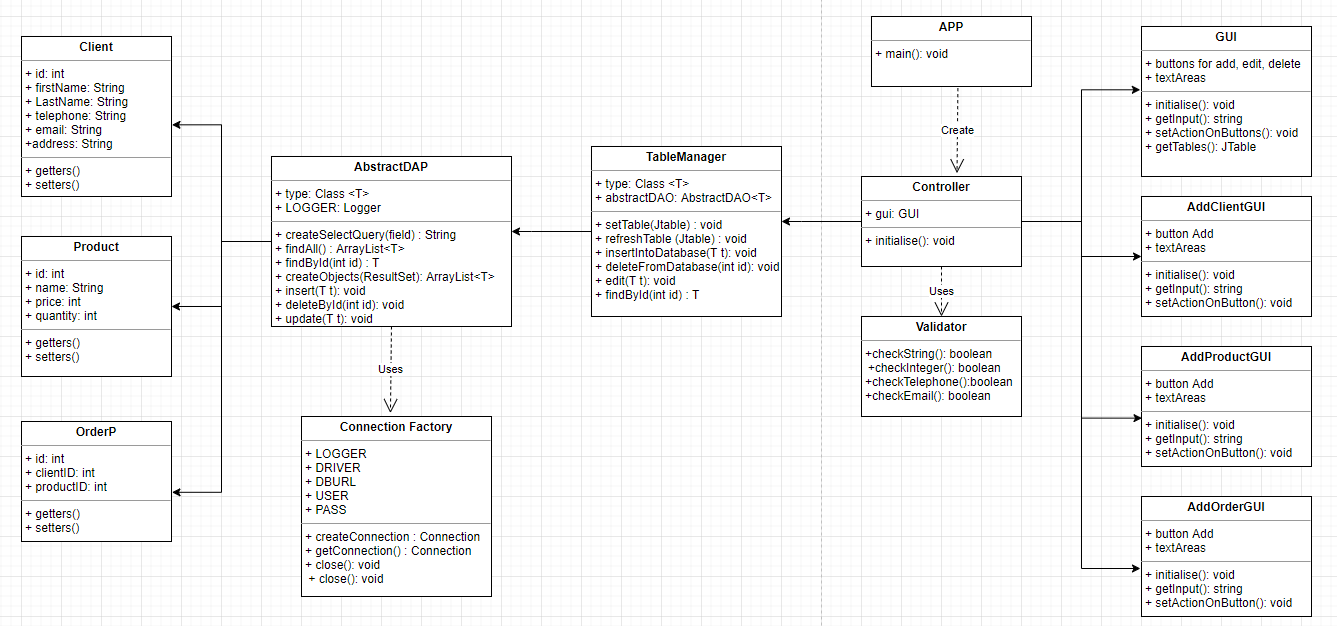 Client
+ id: int
+ firstName: String
+ LastName: String
+ telephone: String
+ email: String
+address: String
+ getters()
+ setters()
Product
+ id: int
+ name: String
+ price: int
+ quantity: int
+ getters()
+ setters()
OrderP
+ id: int
+ clientID: int
+ productID: int
+ getters()
+ setters()
AbstractDAP
+ type: Class <T>
+ LOGGER: Logger
+ createSelectQuery(field) : String
+ findAll() : ArrayList<T>
+ findById(int id) : T
+ createObjects(ResultSet): ArrayList<T>
+ insert(T t): void
+ deleteById(int id): void
+ update(T t): void
Uses
Connection Factory
+ LOGGER
+ DRIVER
+ DBURL
+ USER
+ PASS
+ createConnection : Connection
+ getConnection() : Connection
+ close(): void
+ close(): void
TableManager
+ type: Class <T>
+ abstractDAO: AbstractDAO<T>
+ setTable(Jtable) : void
+ refreshTable (Jtable) : void
+ insertIntoDatabase(T t): void
+ deleteFromDatabase(int id): void
+ edit(T t): void
+ findById(int id) : T
APP
+ main(): void
Create
Controller
+ gui: GUI
+ initialise(): void
Uses
Validator
+checkString(): boolean
+checkInteger(): boolean
+checkTelephone():boolean
+checkEmail(): boolean
GUI
+ buttons for add, edit, delete
+ textAreas
+ initialise(): void
+ getInput(): string
+ setActionOnButtons(): void
+ getTables(): JTable
AddClientGUI
+ button Add
+ textAreas
+ initialise(): void
+ getInput(): string
+ setActionOnButton(): void
AddProductGUI
+ button Add
+ textAreas
+ initialise(): void
+ getInput(): string
+ setActionOnButton(): void
AddOrderGUI
+ button Add
+ textAreas
+ initialise(): void
+ getInput(): string
+ setActionOnButton(): void